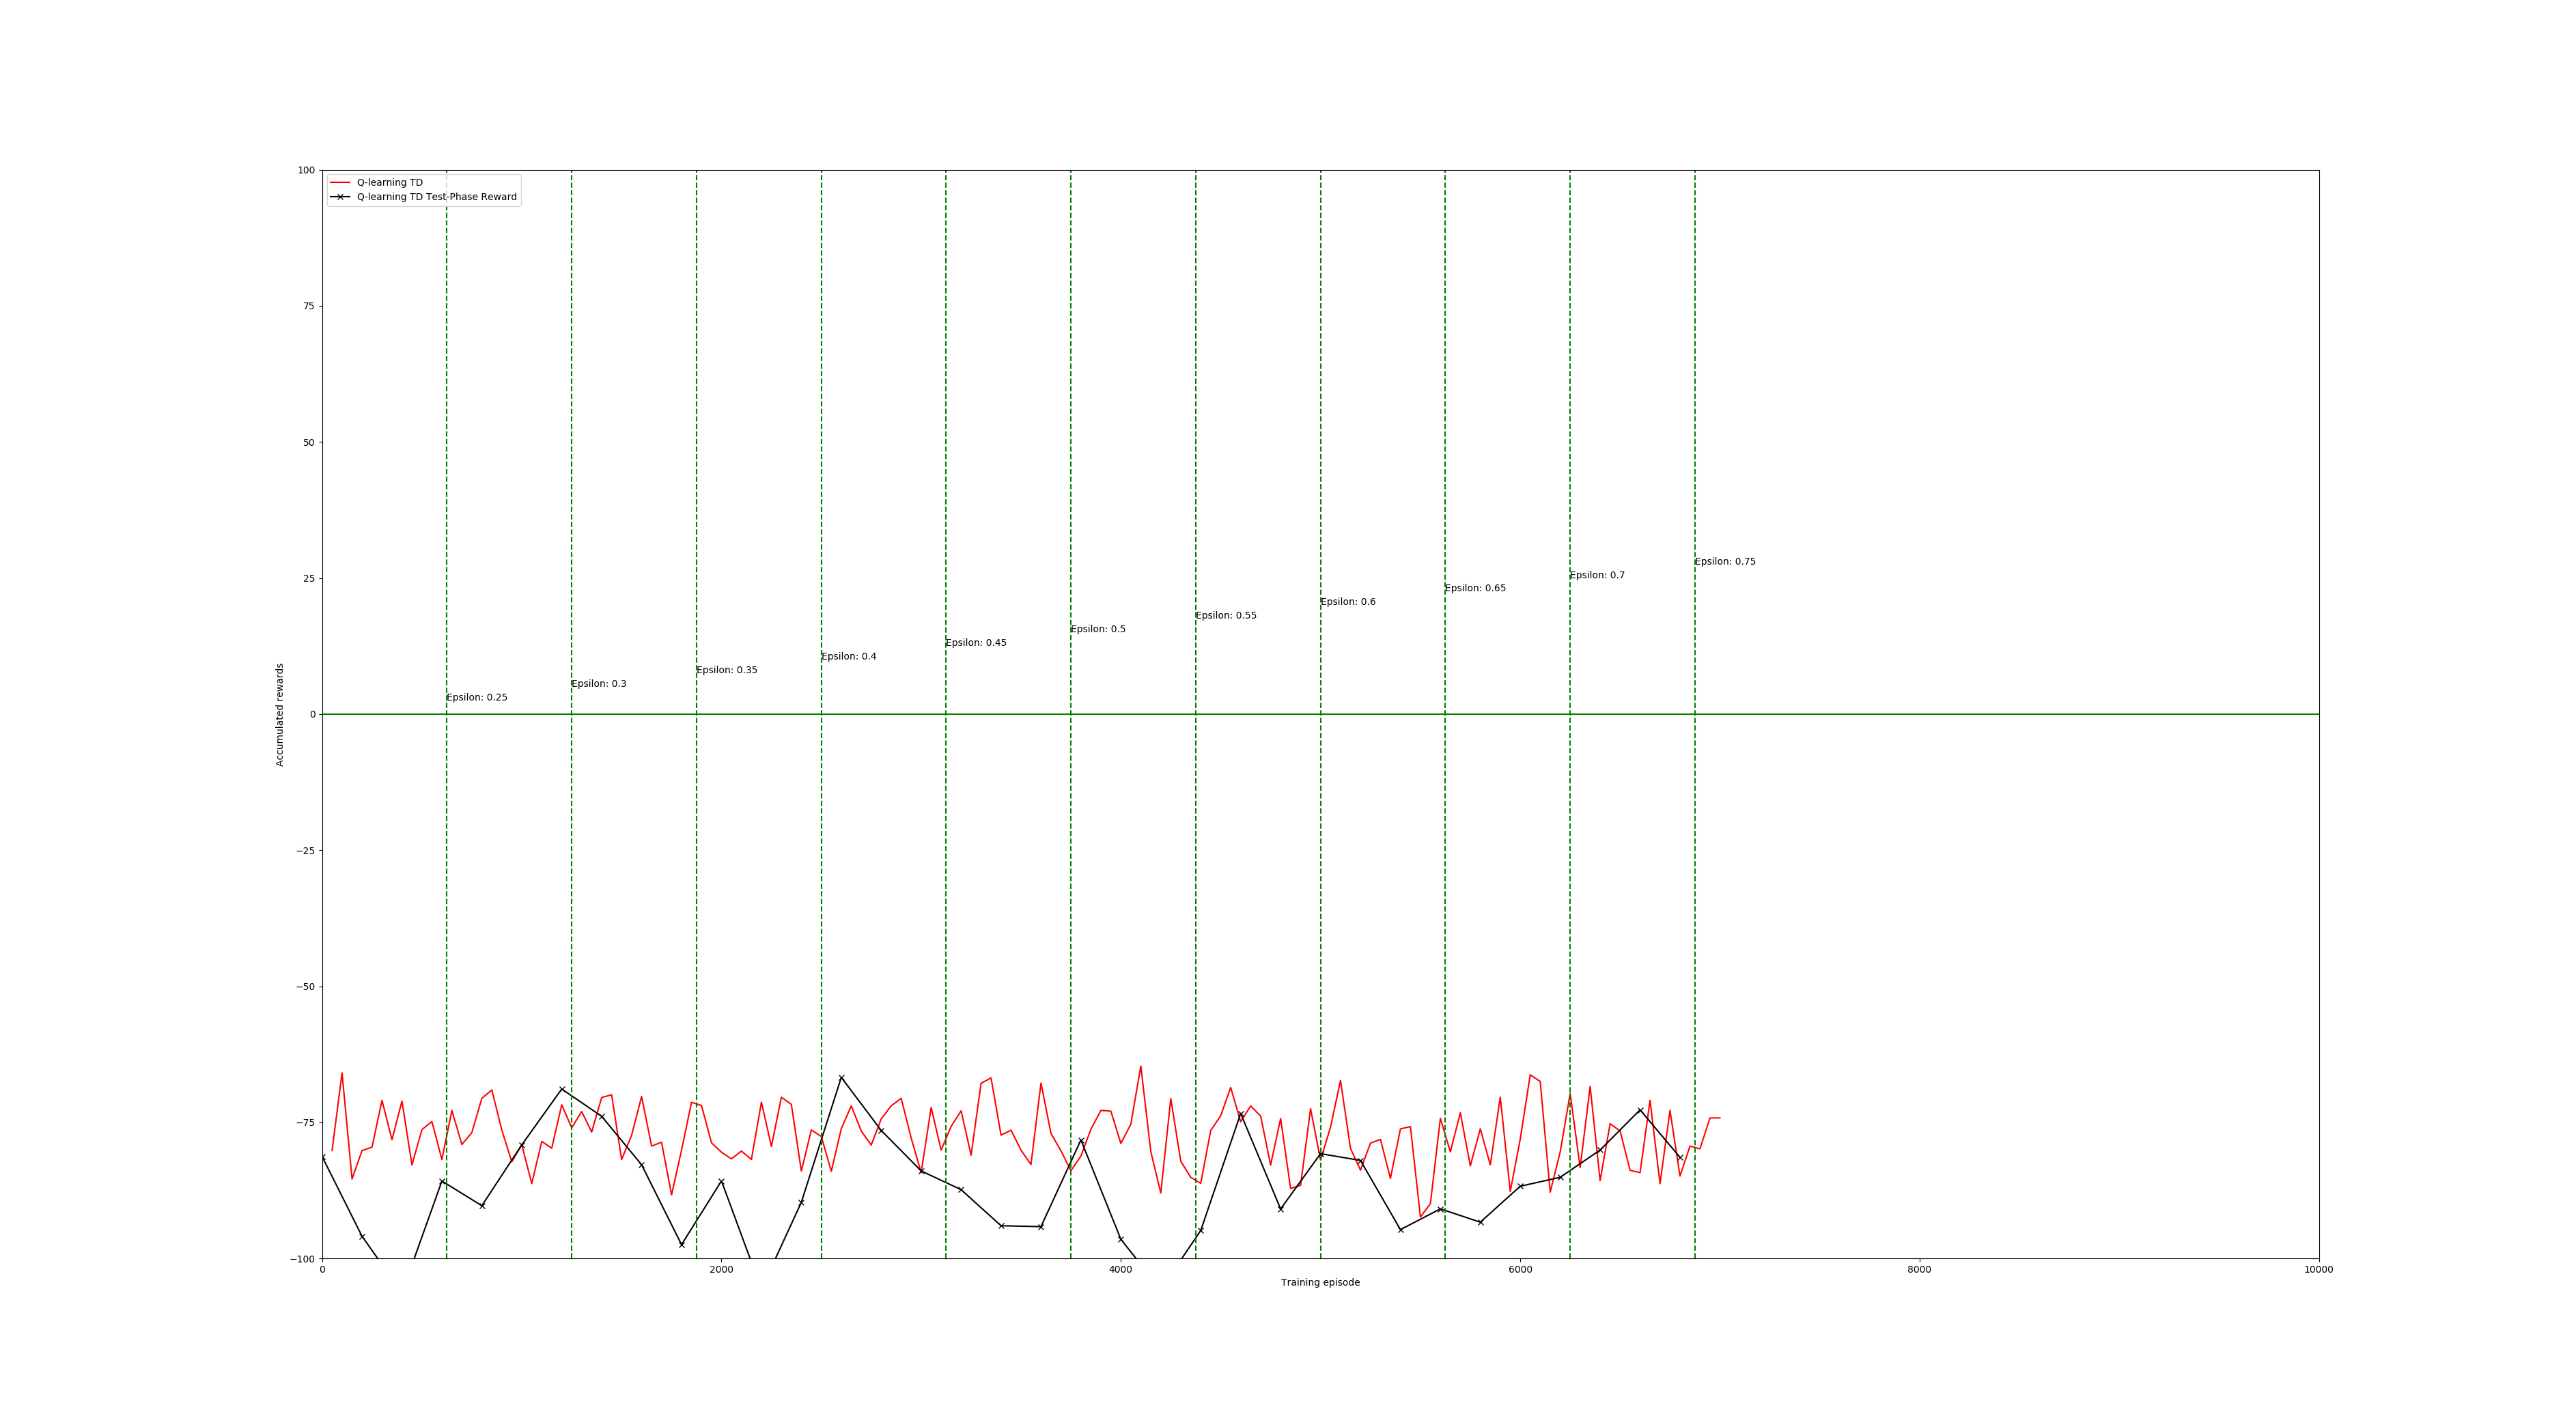 100
Q-learning TD
Q-learning TD Test-Phase Reward
75
50
Epsilon: 0.75
Epsilon: 0.7
25
Epsilon: 0.65
Epsilon: 0.6
Epsilon: 0.55
Epsilon: 0.5
Epsilon: 0.45
Epsilon: 0.4
Epsilon: 0.35
Epsilon: 0.3
Epsilon: 0.25
0
Accumulated rewards
−25
−50
−75
−100
0 2000 4000 6000 8000 10000
Training episode